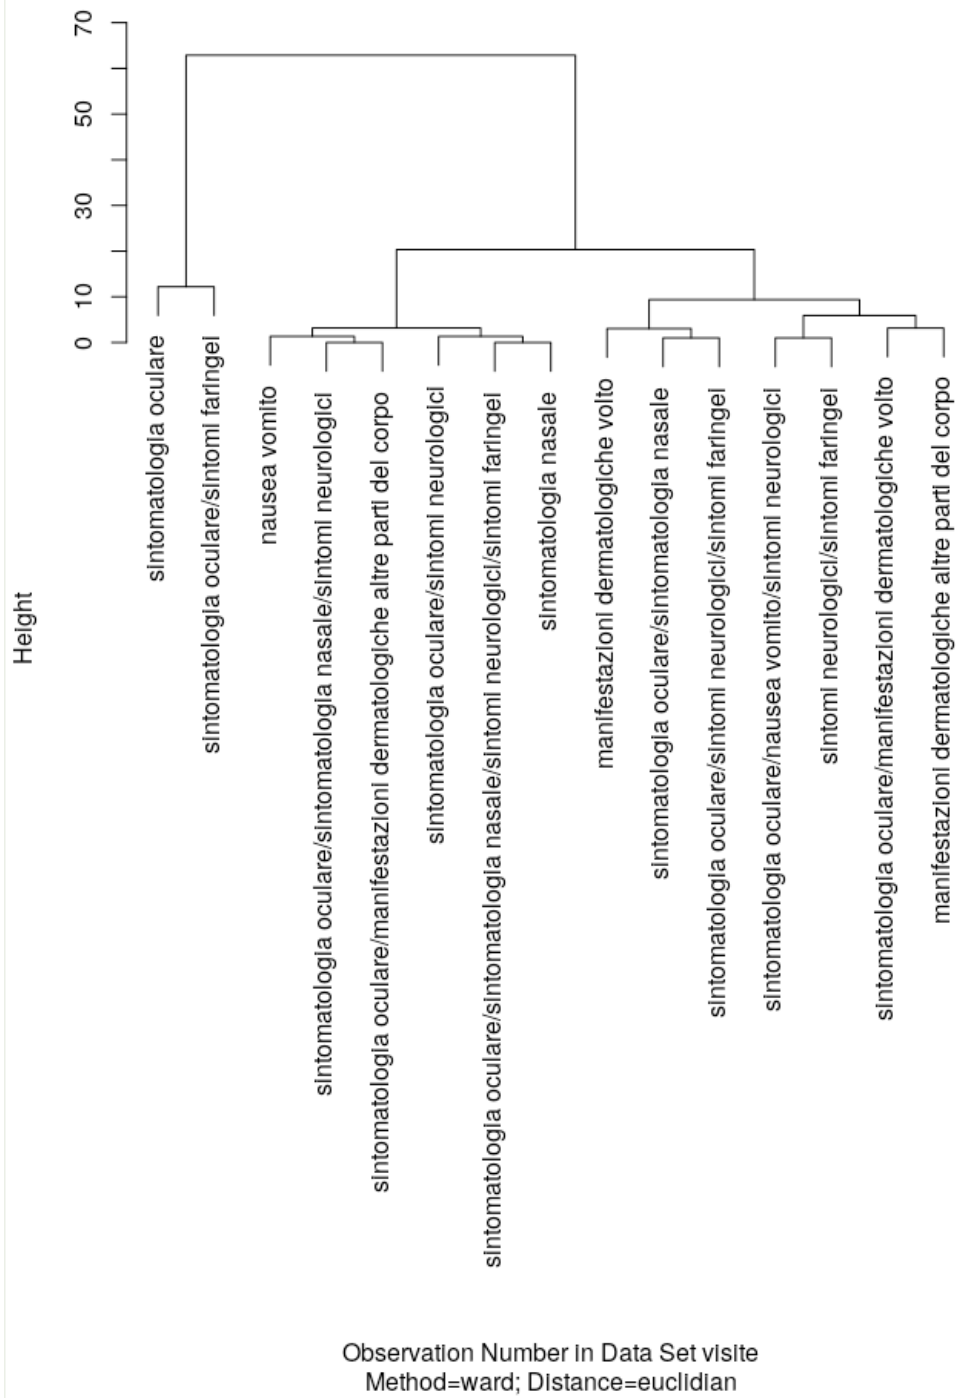 70
50
30
10
0
Height
sintomatologia oculare
sintomatologia oculare/sintomi faringei
nausea vomito
sintomatologia oculare/sintomatologia nasale/sintomi neurologici
sintomatologia oculare/manifestazioni dermatologiche altre parti del corpo
sintomatologia oculare/sintomi neurologici
sintomatologia oculare/sintomatologia nasale/sintomi neurologici/sintomi faringei
sintomatologia nasale
manifestazioni dermatologiche volto
sintomatologia oculare/sintomatologia nasale
sintomatologia oculare/sintomi neurologici/sintomi faringei
sintomatologia oculare/nausea vomito/sintomi neurologici
sintomi neurologici/sintomi faringei
sintomatologia oculare/manifestazioni dermatologiche volto
manifestazioni dermatologiche altre parti del corpo
Observation Number in Data Set visite
Method=ward; Distance=euclidian